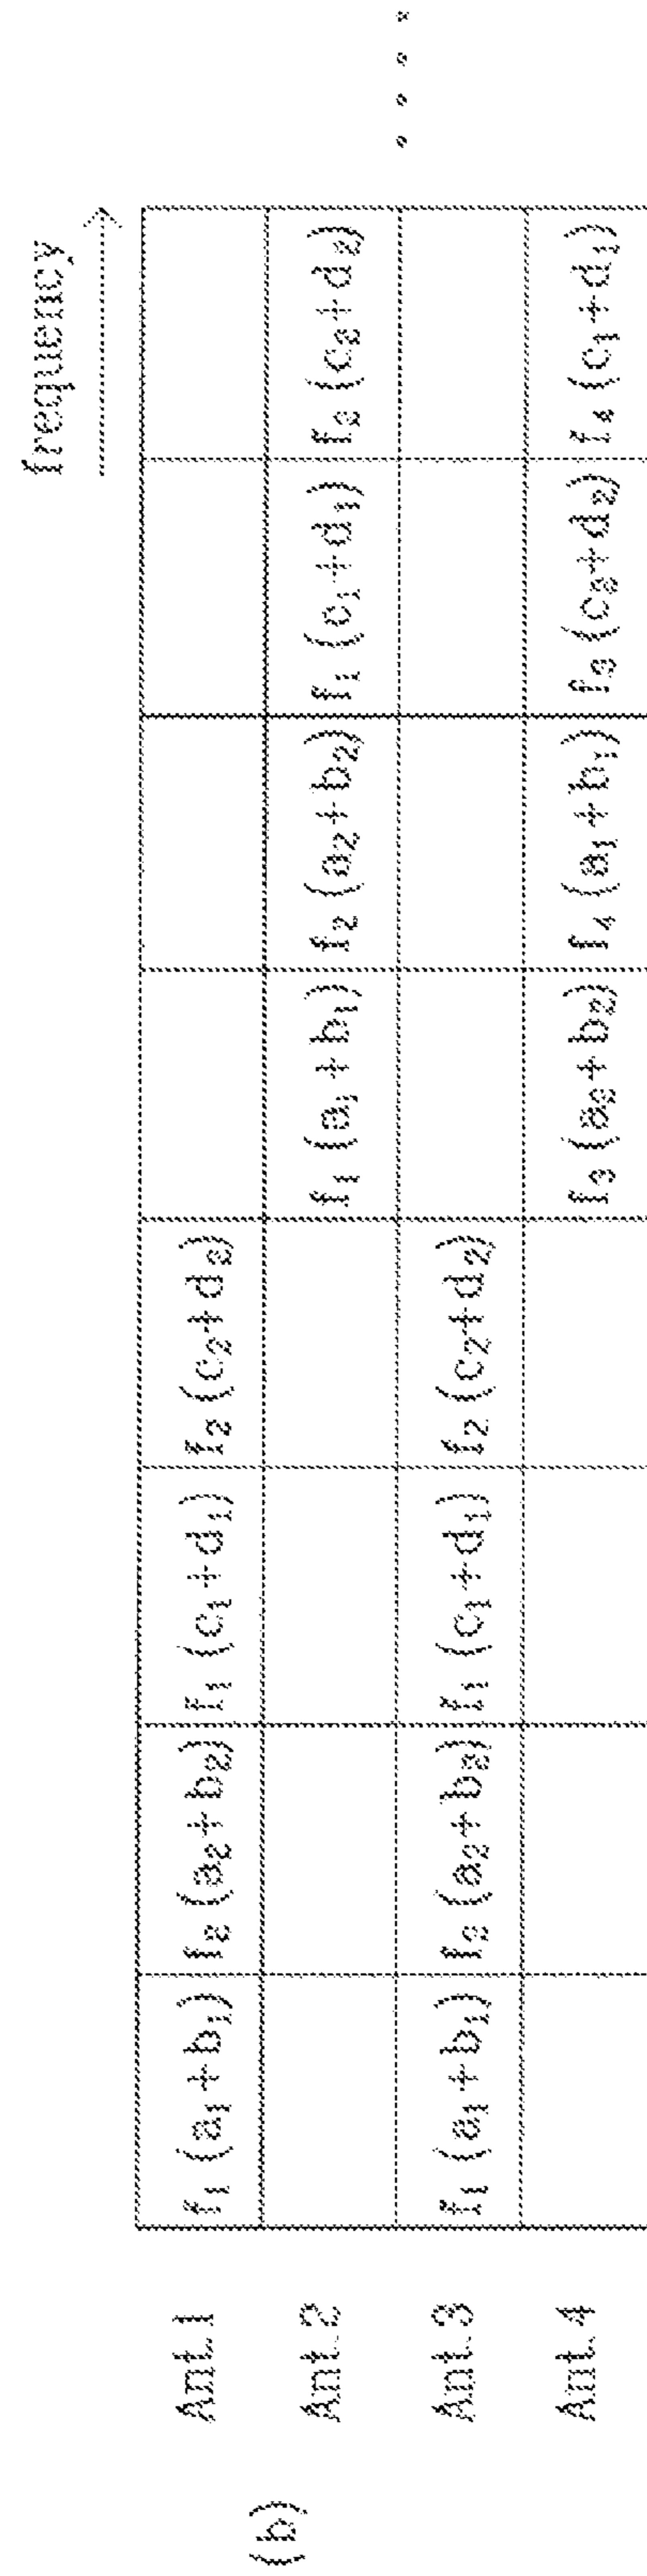 frequency
(b)
Ant.1 f₁ (a₁+b₁) f₂ (a₂+b₂) f₁ (c₁+d₁) f₂ (c₂+d₂)
Ant.2 f₁ (a₁+b₁) f₂ (a₂+b₂) f₁ (c₁+d₁) f₂ (c₂+d₂)
Ant.3 f₁ (a₁+b₁) f₂ (a₂+b₂) f₁ (c₁+d₁) f₂ (c₂+d₂)
Ant.4 f₃ (a₂+b₂) f₄ (a₁+b₁) f₃ (c₂+d₂) f₄ (c₁+d₁)